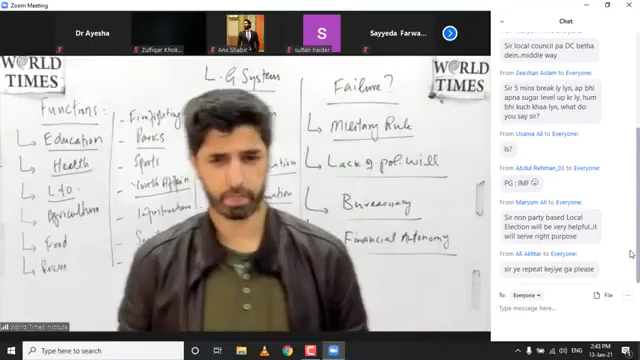 Zoom Meeting
Dr Ayesha
Zulfiqar Khok...
Ans Shabir
S
sultan haider
Sayyeda Farwa...
WORLD
TIMES
WORLD
TIMES
L.G System
Functions:
Education
Health
L&O
Agriculture
Food
Firefighting
Parks
Sports
Youth Affairs
Infrastructure
Failure?
Military Rule
Lack of pol. will
Bureaucracy
Financial Autonomy
World Times Institute
Chat
Sir local council pa DC betha
dein..middle way
From Zeeshan Aslam to Everyone:
Sir 5 mins break ly lyn, ap bhi
apna sugar level up kr ly, hum
bhi kuch khaa lyn, what do
you say sir?
From Usama Ali to Everyone:
Is?
From Abdul Rehman_03 to Everyone:
PG : IMF
From Maryum Ali to Everyone:
Sir non party based Local
Election will be very helpful..it
will serve right purpose
From Ali Akhtar to Everyone:
sir ye repeat kejiye ga please
To: Everyone
File
Type message here...
Type here to search
ENG
2:43 PM
13-Jan-21